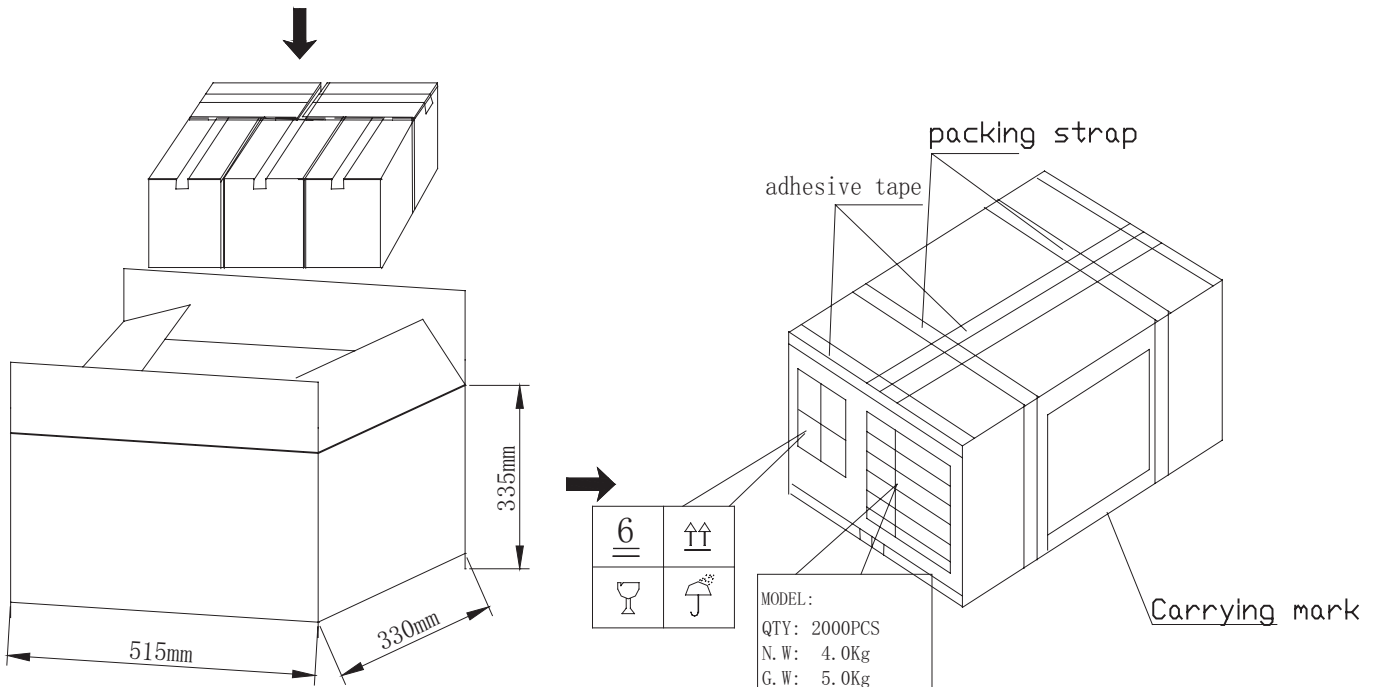 packing strap
adhesive tape
335mm
330mm
515mm
6
MODEL:
QTY: 2000PCS
N.W: 4.0Kg
G.W: 5.0Kg
Carrying mark